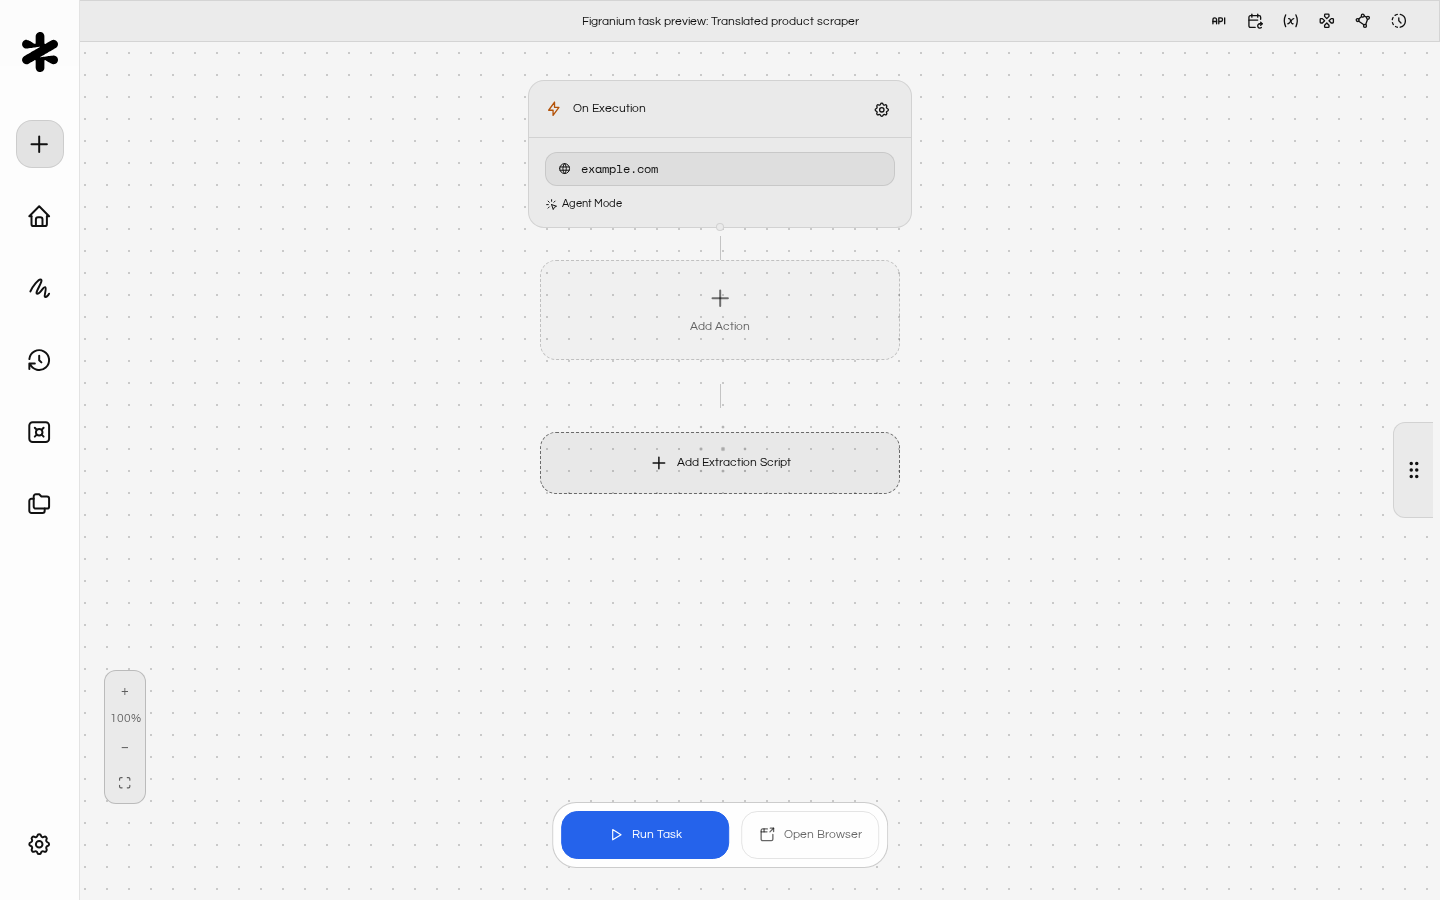 Figranium task preview: Translated product scraper
API
(x)
On Execution
example.com
Agent Mode
Add Action
Add Extraction Script
+
100%
−
Run Task
Open Browser